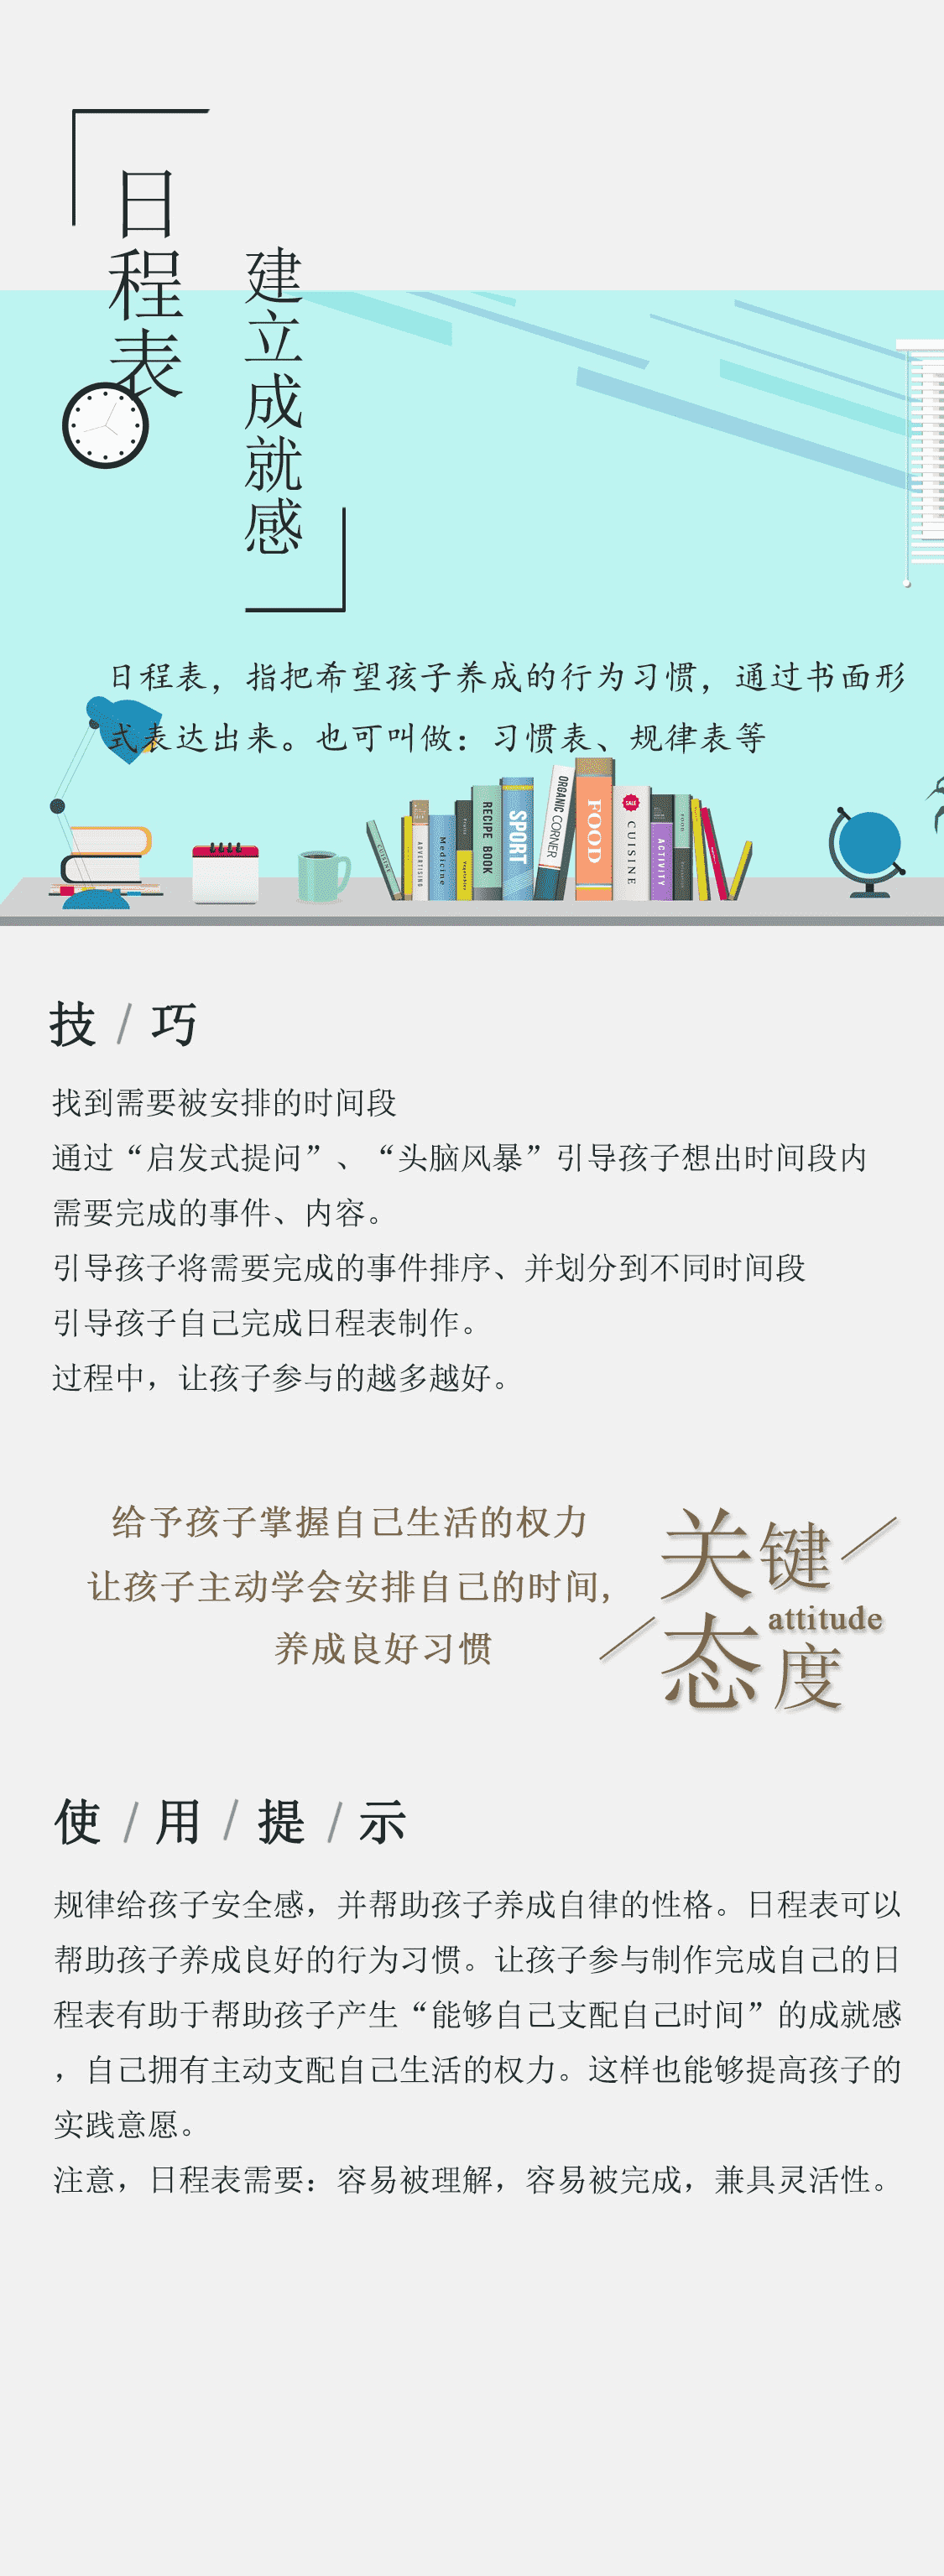 日程表
建立成就感
日程表，指把希望孩子养成的行为习惯，通过书面形
式表达出来。也可叫做：习惯表、规律表等
CUISINE
ADVERTISING
Medicine
Vegetables
RECIPE BOOK
SPORT
ORGANIC CORNER
FOOD
SALE
CUISINE
ACTIVITY
FOOD
技/巧
找到需要被安排的时间段
通过“启发式提问”、“头脑风暴”引导孩子想出时间段内
需要完成的事件、内容。
引导孩子将需要完成的事件排序、并划分到不同时间段
引导孩子自己完成日程表制作。
过程中，让孩子参与的越多越好。
给予孩子掌握自己生活的权力
让孩子主动学会安排自己的时间，
养成良好习惯
关键
attitude
态度
使/用/提/示
规律给孩子安全感，并帮助孩子养成自律的性格。日程表可以
帮助孩子养成良好的行为习惯。让孩子参与制作完成自己的日
程表有助于帮助孩子产生“能够自己支配自己时间”的成就感
，自己拥有主动支配自己生活的权力。这样也能够提高孩子的
实践意愿。
注意，日程表需要：容易被理解，容易被完成，兼具灵活性。